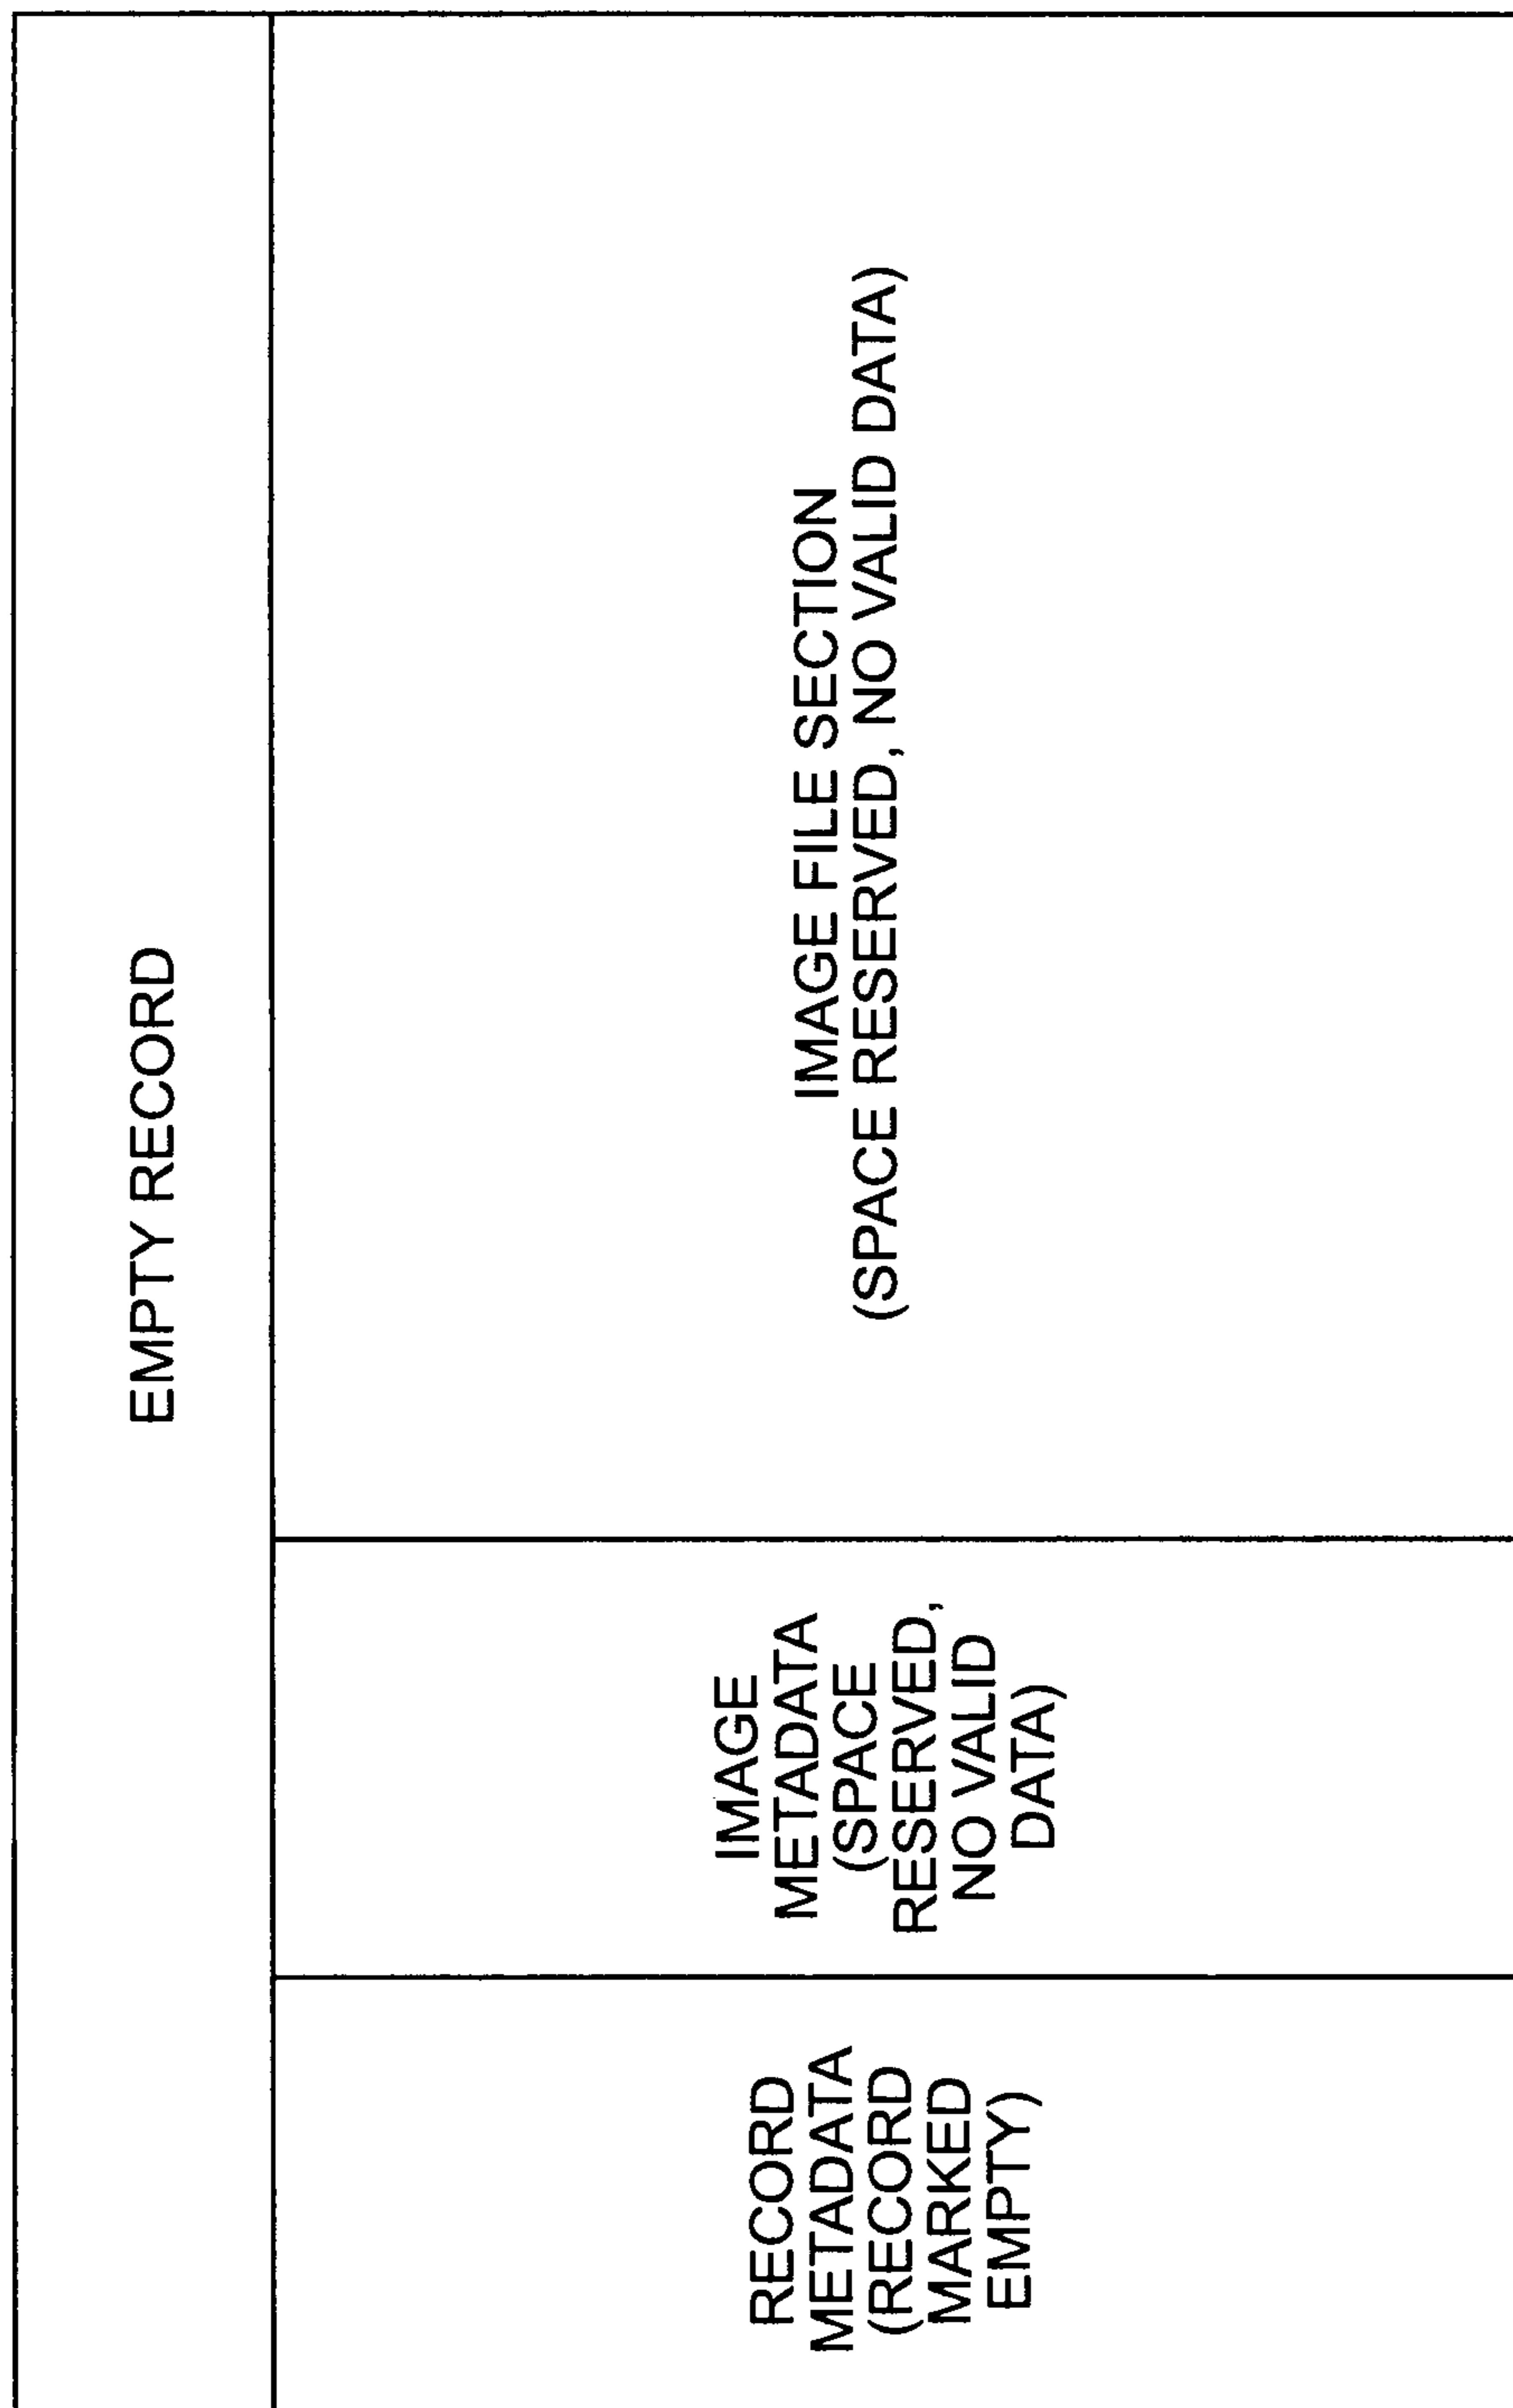 EMPTY RECORD
RECORD
METADATA
(RECORD
MARKED
EMPTY)
IMAGE
METADATA
(SPACE
RESERVED,
NO VALID
DATA)
IMAGE FILE SECTION
(SPACE RESERVED, NO VALID DATA)